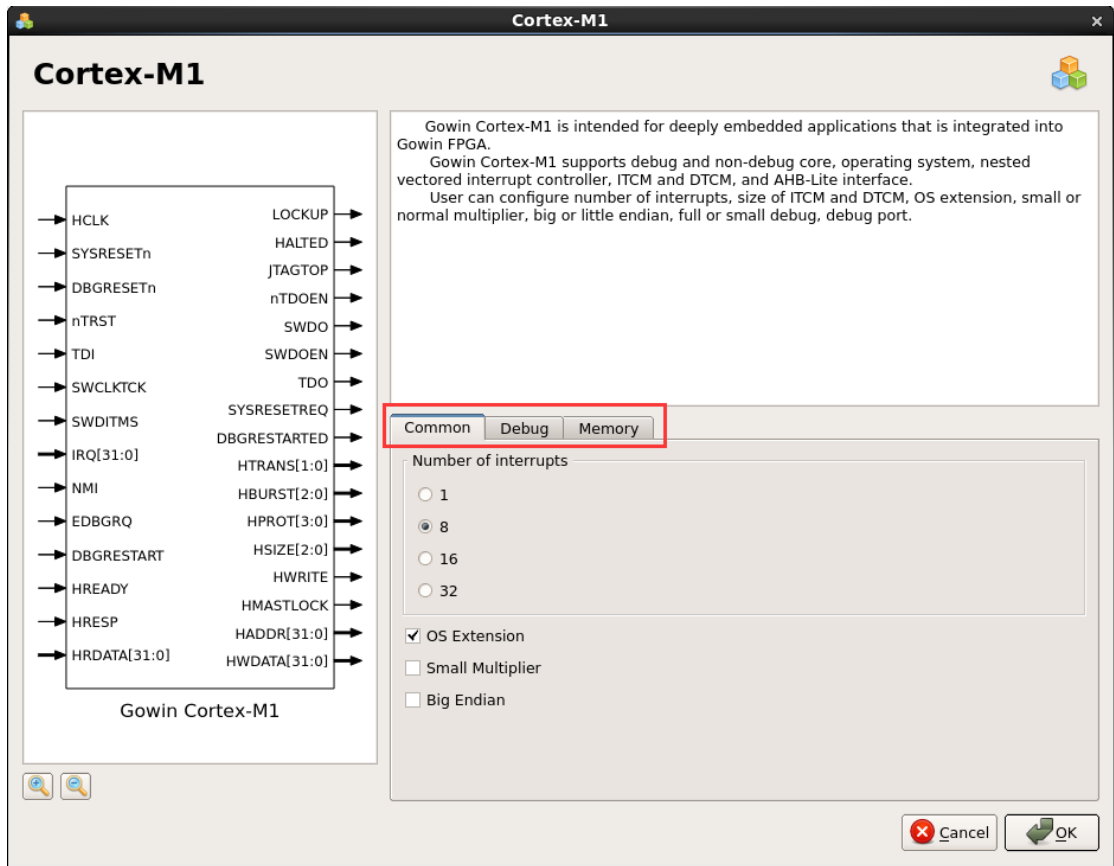 Cortex-M1
Cortex-M1
HCLK
SYSRESETn
DBGRESETn
nTRST
TDI
SWCLKTCK
SWDITMS
IRQ[31:0]
NMI
EDBGRQ
DBGRESTART
HREADY
HRESP
HRDATA[31:0]
LOCKUP
HALTED
JTAGTOP
nTDOEN
SWDO
SWDOEN
TDO
SYSRESETREQ
DBGRESTARTED
HTRANS[1:0]
HBURST[2:0]
HPROT[3:0]
HSIZE[2:0]
HWRITE
HMASTLOCK
HADDR[31:0]
HWDATA[31:0]
Gowin Cortex-M1
Gowin Cortex-M1 is intended for deeply embedded applications that is integrated into
Gowin FPGA.
Gowin Cortex-M1 supports debug and non-debug core, operating system, nested
vectored interrupt controller, ITCM and DTCM, and AHB-Lite interface.
User can configure number of interrupts, size of ITCM and DTCM, OS extension, small or
normal multiplier, big or little endian, full or small debug, debug port.
Common Debug Memory
Number of interrupts
1
8
16
32
OS Extension
Small Multiplier
Big Endian
Cancel OK